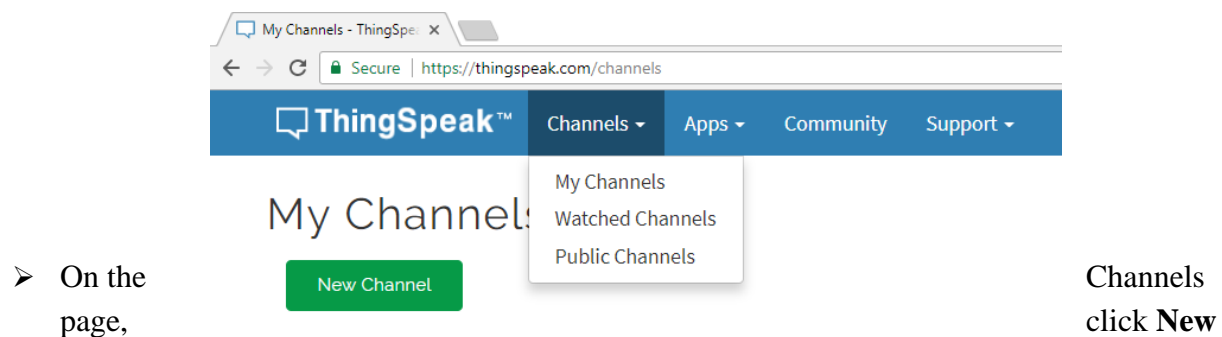 My Channels - ThingSpe
Secure | https://thingspeak.com/channels
ThingSpeak™ Channels Apps Community Support
My Channels
My Channels
Watched Channels
Public Channels
New Channel
➢ On the Channels
page, click New